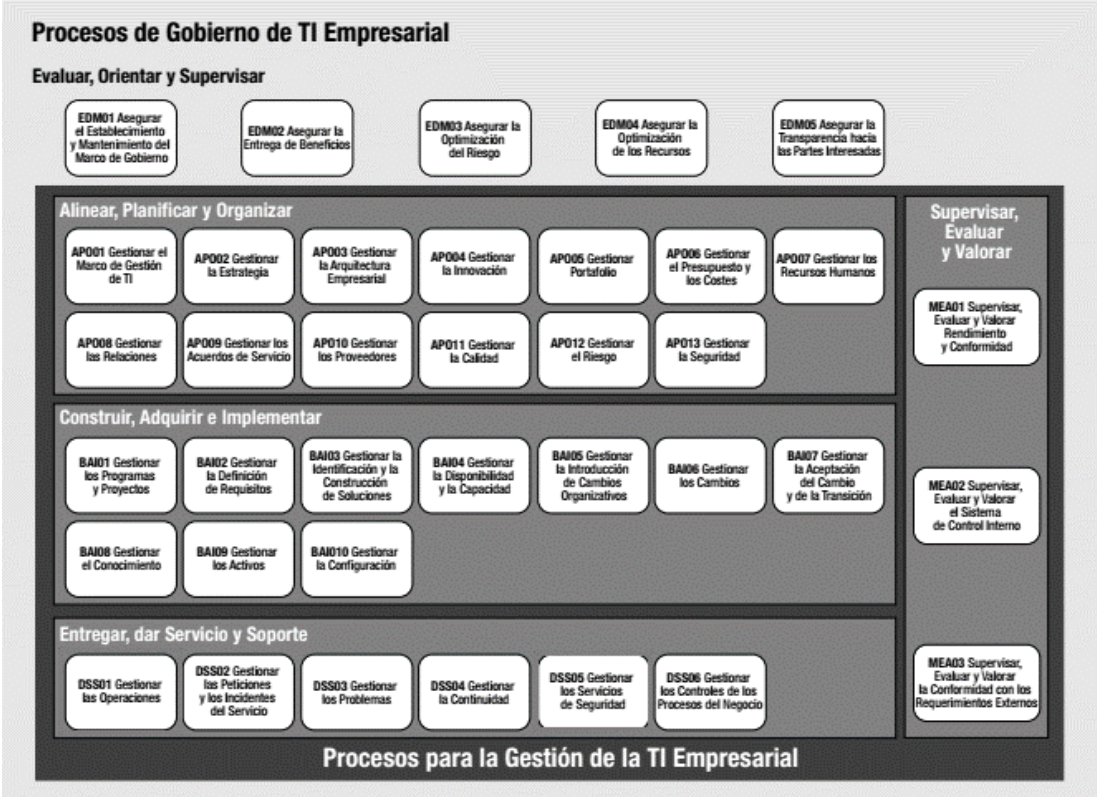 Procesos de Gobierno de TI Empresarial
Evaluar, Orientar y Supervisar
EDM01 Asegurar
el Establecimiento
y Mantenimiento del
Marco de Gobierno
EDM02 Asegurar la
Entrega de Beneficios
EDM03 Asegurar la
Optimización
del Riesgo
EDM04 Asegurar la
Optimización
de los Recursos
EDM05 Asegurar la
Transparencia hacia
las Partes Interesadas
Alinear, Planificar y Organizar
APO01 Gestionar el
Marco de Gestión
de TI
APO02 Gestionar
la Estrategia
APO03 Gestionar
la Arquitectura
Empresarial
APO04 Gestionar
la Innovación
APO05 Gestionar
Portafolio
APO06 Gestionar
el Presupuesto y
los Costes
APO07 Gestionar los
Recursos Humanos
APO08 Gestionar
las Relaciones
APO09 Gestionar los
Acuerdos de Servicio
APO10 Gestionar
los Proveedores
APO11 Gestionar
la Calidad
APO12 Gestionar
el Riesgo
APO13 Gestionar
la Seguridad
Construir, Adquirir e Implementar
BAI01 Gestionar
los Programas
y Proyectos
BAI02 Gestionar
la Definición
de Requisitos
BAI03 Gestionar la
Identificación y la
Construcción
de Soluciones
BAI04 Gestionar
la Disponibilidad
y la Capacidad
BAI05 Gestionar
la Introducción
de Cambios
Organizativos
BAI06 Gestionar
los Cambios
BAI07 Gestionar
la Aceptación
del Cambio
y de la Transición
BAI08 Gestionar
el Conocimiento
BAI09 Gestionar
los Activos
BAI010 Gestionar
la Configuración
Entregar, dar Servicio y Soporte
DSS01 Gestionar
las Operaciones
DSS02 Gestionar
las Peticiones
y los Incidentes
del Servicio
DSS03 Gestionar
los Problemas
DSS04 Gestionar
la Continuidad
DSS05 Gestionar
los Servicios
de Seguridad
DSS06 Gestionar
los Controles de los
Procesos del Negocio
Supervisar,
Evaluar
y Valorar
MEA01 Supervisar,
Evaluar y Valorar
Rendimiento
y Conformidad
MEA02 Supervisar,
Evaluar y Valorar
el Sistema
de Control Interno
MEA03 Supervisar,
Evaluar y Valorar
la Conformidad con los
Requerimientos Externos
Procesos para la Gestión de la TI Empresarial